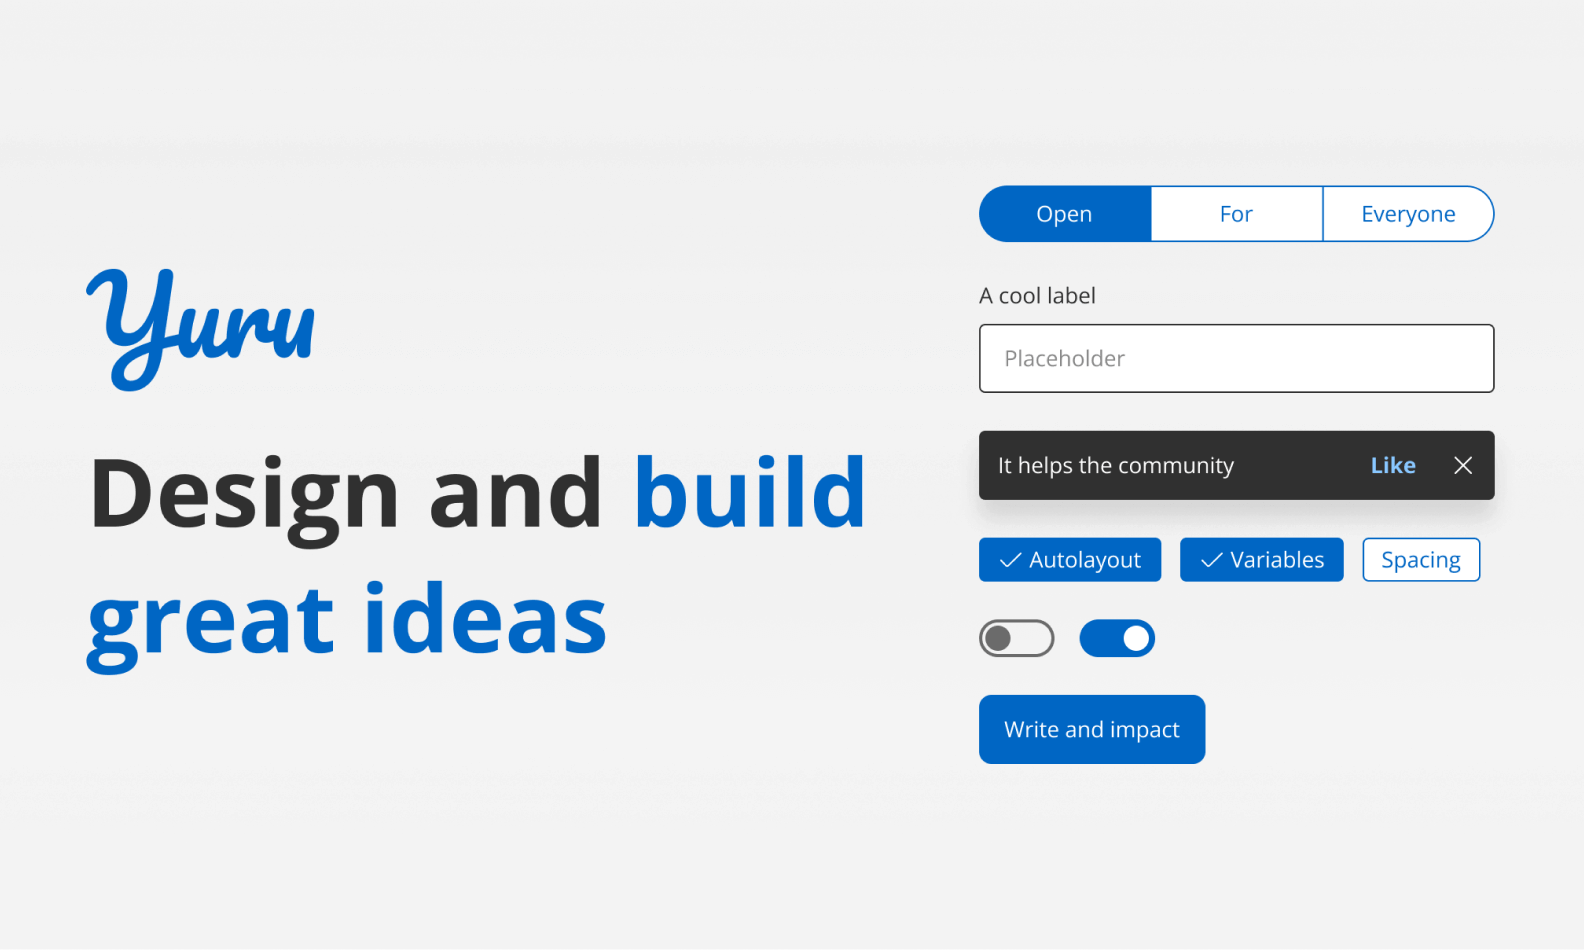 Yuru
Design and build
great ideas
Open For Everyone
A cool label
Placeholder
It helps the community Like
Autolayout Variables Spacing
Write and impact